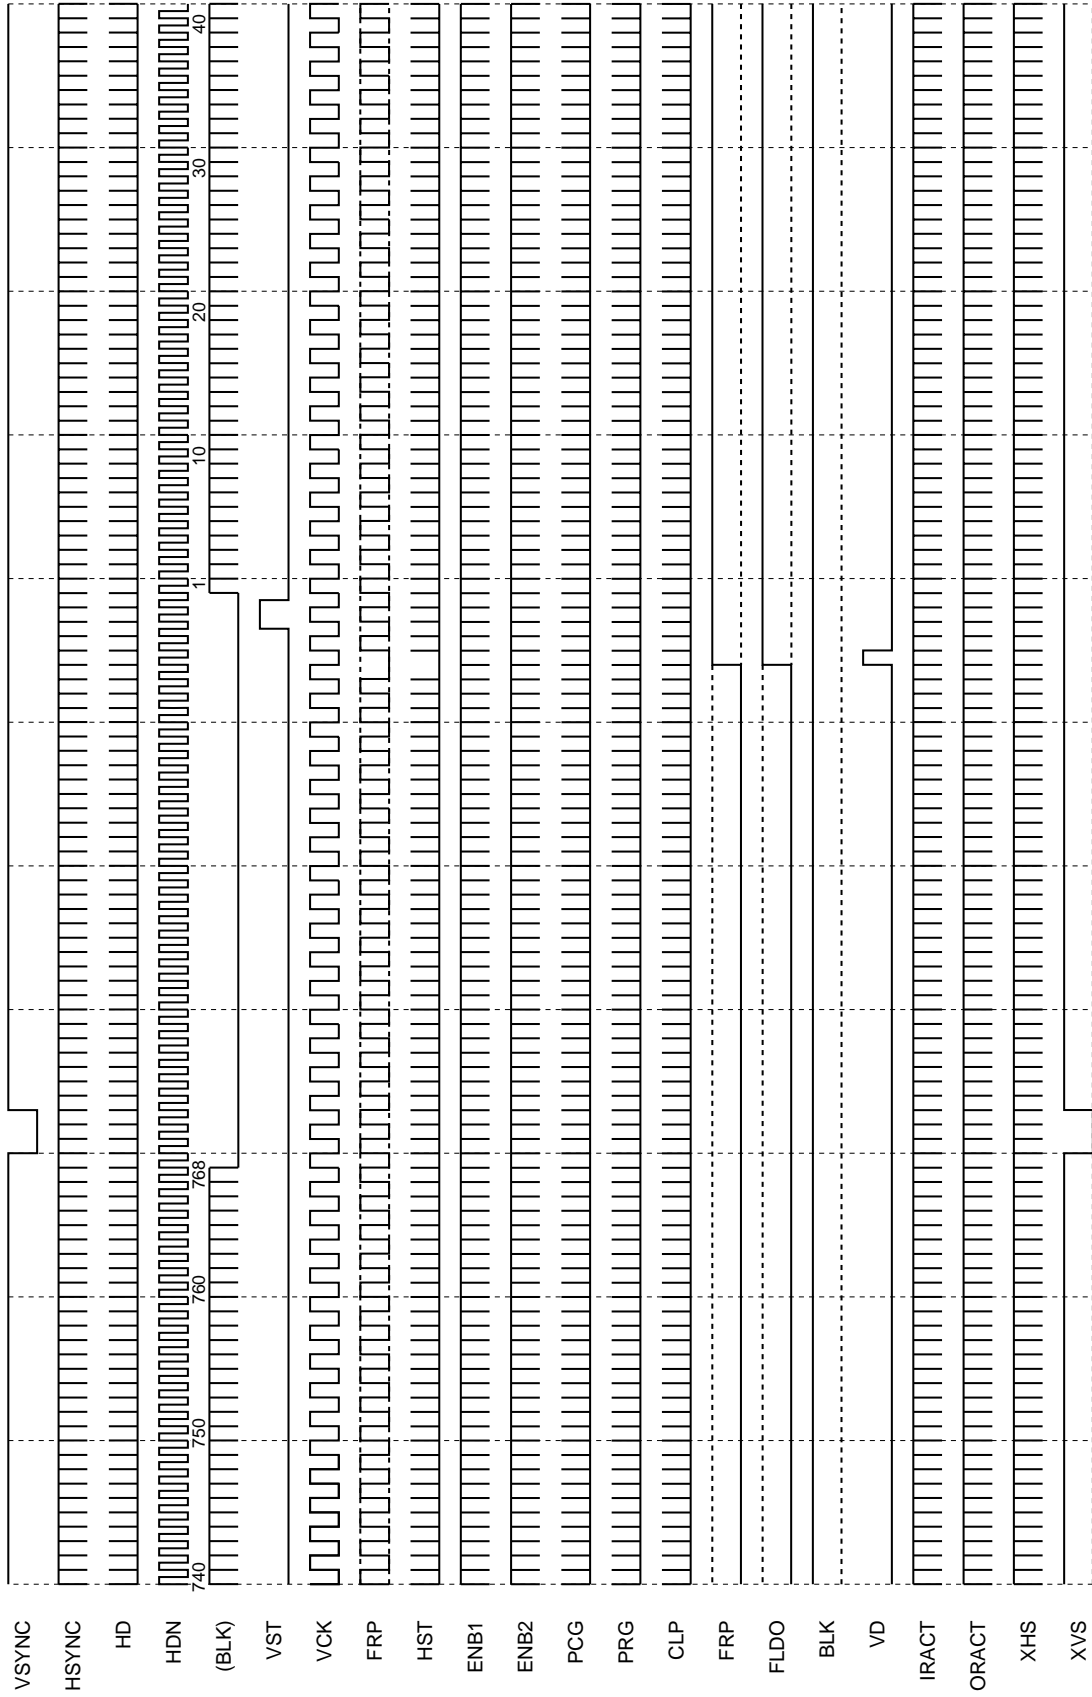 VSYNC
HSYNC
HD
HDN
(BLK)
740
750
760
768
1
10
20
30
40
VST
VCK
FRP
HST
ENB1
ENB2
PCG
PRG
CLP
FRP
FLDO
BLK
VD
IRACT
ORACT
XHS
XVS